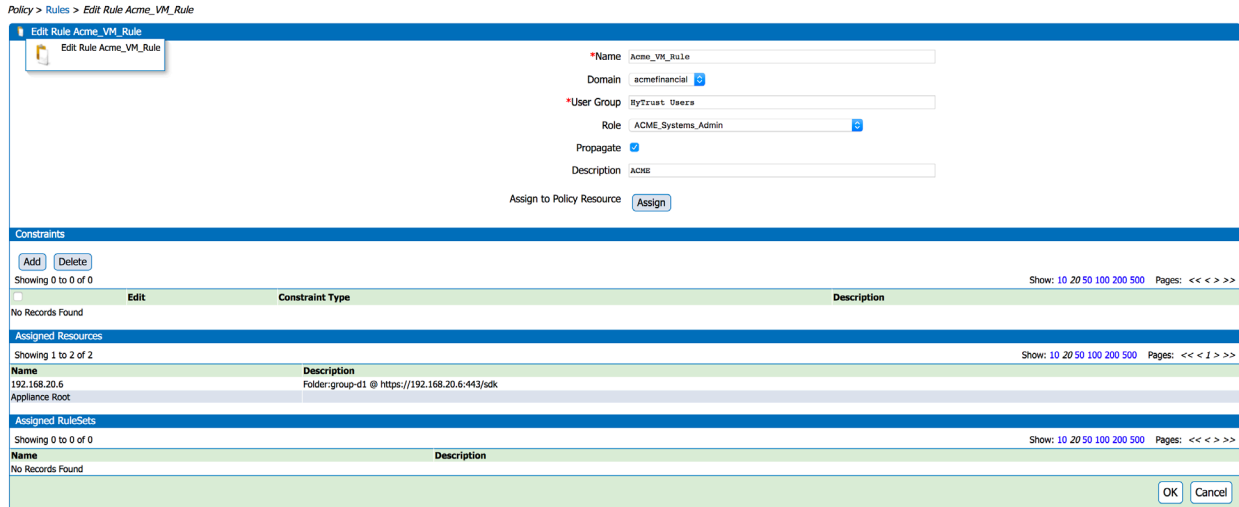 Policy > Rules > Edit Rule Acme_VM_Rule
Edit Rule Acme_VM_Rule
Edit Rule Acme_VM_Rule
*Name Acme_VM_Rule
Domain acmefinancial
*User Group HyTrust Users
Role ACME_Systems_Admin
Propagate
Description ACME
Assign to Policy Resource Assign
Constraints
Add Delete
Showing 0 to 0 of 0 Show: 10 20 50 100 200 500 Pages: << < > >>
Edit Constraint Type Description
No Records Found
Assigned Resources
Showing 1 to 2 of 2 Show: 10 20 50 100 200 500 Pages: << < 1 > >>
Name Description
192.168.20.6 Folder:group-d1 @ https://192.168.20.6:443/sdk
Appliance Root
Assigned RuleSets
Showing 0 to 0 of 0 Show: 10 20 50 100 200 500 Pages: << < > >>
Name Description
No Records Found
OK Cancel